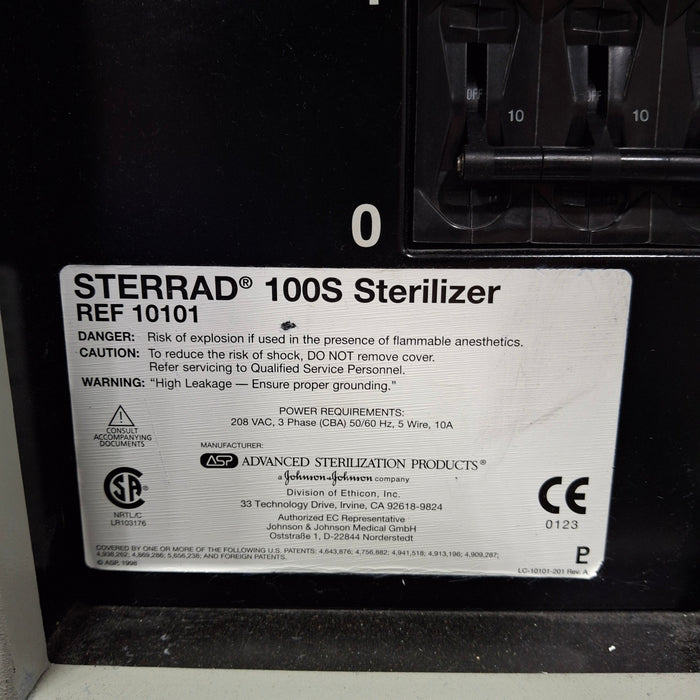 OFF
OFF
10
10
0
STERRAD® 100S Sterilizer
REF 10101
DANGER: Risk of explosion if used in the presence of flammable anesthetics.
CAUTION: To reduce the risk of shock, DO NOT remove cover.
Refer servicing to Qualified Service Personnel.
WARNING: "High Leakage — Ensure proper grounding."
CONSULT
ACCOMPANYING
DOCUMENTS
POWER REQUIREMENTS:
208 VAC, 3 Phase (CBA) 50/60 Hz, 5 Wire, 10A
MANUFACTURER:
ASP ADVANCED STERILIZATION PRODUCTS®
a Johnson & Johnson company
Division of Ethicon, Inc.
33 Technology Drive, Irvine, CA 92618-9824
Authorized EC Representative
Johnson & Johnson Medical GmbH
Oststraße 1, D-22844 Norderstedt
SA
NRTL/C
LR103176
CE
0123
COVERED BY ONE OR MORE OF THE FOLLOWING U.S. PATENTS: 4,643,876; 4,756,882; 4,941,518; 4,913,196; 4,909,287;
4,938,262; 4,869,286; 5,656,238; AND FOREIGN PATENTS.
© ASP, 1998
LC-10101-201 Rev. A